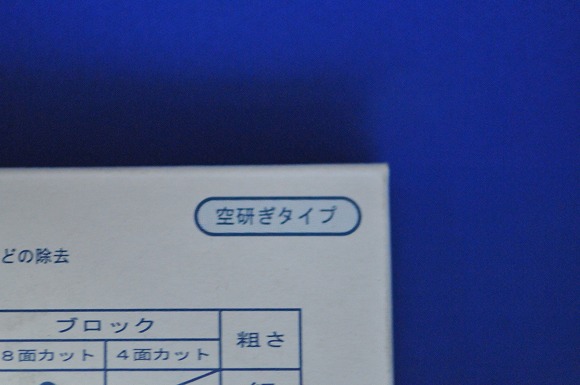 空研ぎタイプ
どの除去
ブロック
粗さ
8面カット
4面カット